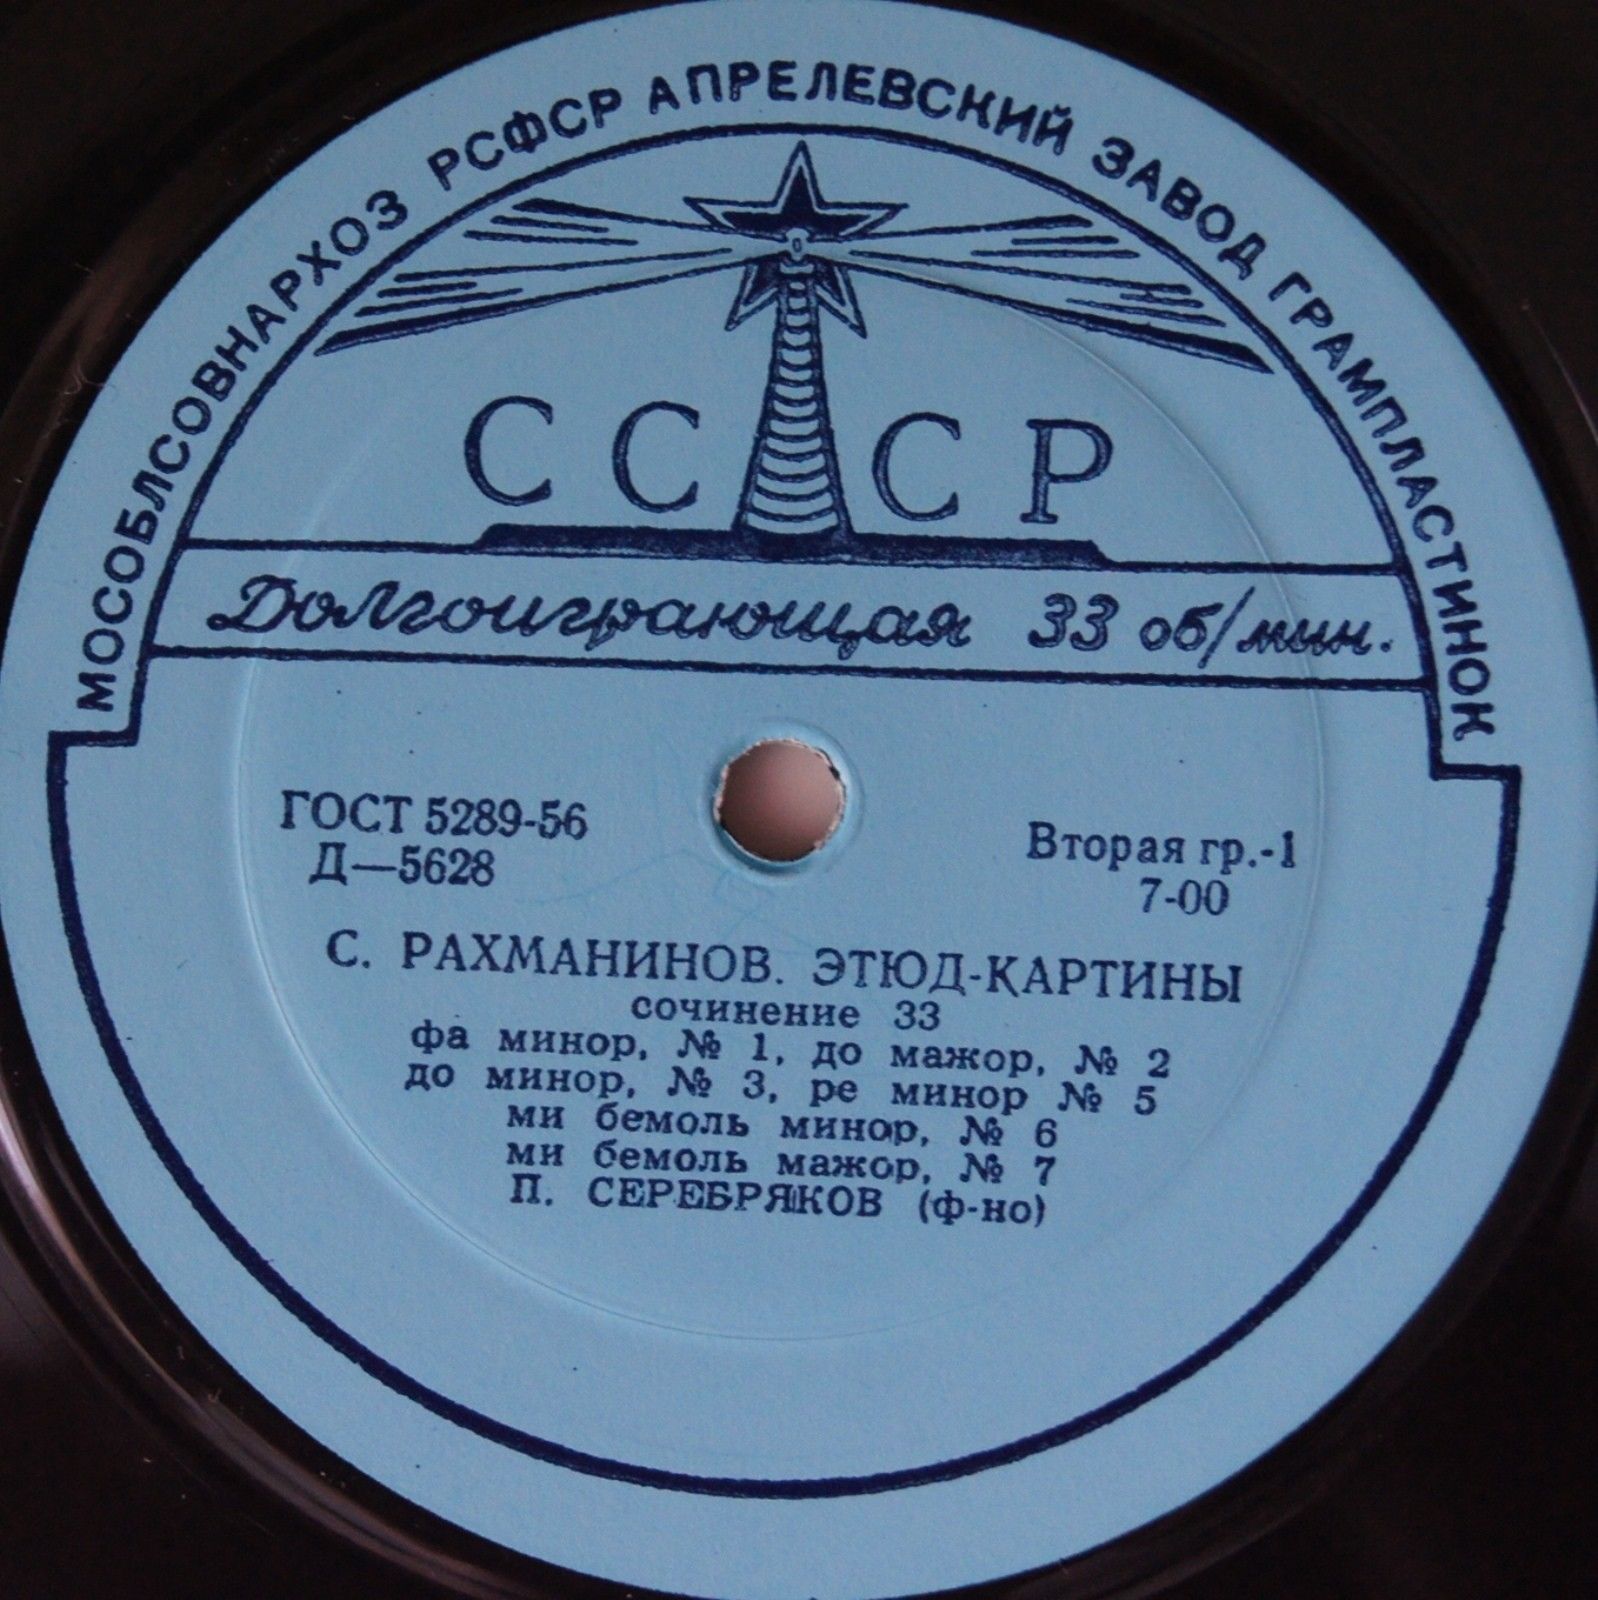 МОСОБЛСОВНАРХОЗ РСФСР АПРЕЛЕВСКИЙ ЗАВОД ГРАМПЛАСТИНОК
СССР
Долгоиграющая 33 об/мин.
ГОСТ 5289-56
Д—5628
Вторая гр.-1
7-00
С. РАХМАНИНОВ. ЭТЮД-КАРТИНЫ
сочинение 33
фа минор, № 1, до мажор, № 2
до минор, № 3, ре минор № 5
ми бемоль минор, № 6
ми бемоль мажор, № 7
П. СЕРЕБРЯКОВ (ф-но)